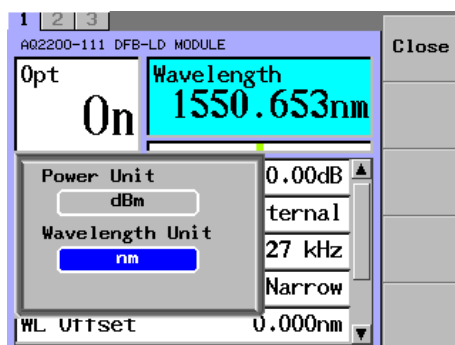 1 2 3
AQ2200-111 DFB-LD MODULE
Close
Opt
On
Wavelength
1550.653nm
Power Unit
dBm
Wavelength Unit
nm
0.00dB
ternal
27 kHz
Narrow
WL Offset 0.000nm